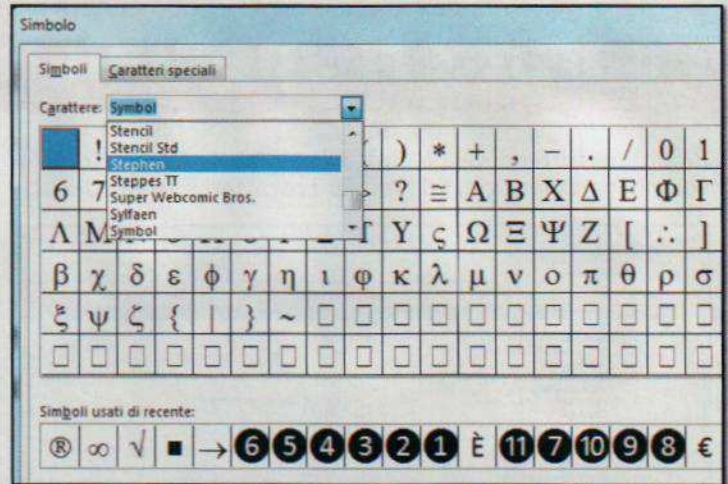 Simbolo
Simboli Caratteri speciali
Carattere: Symbol
Stencil
Stencil Std
Stephen
Steppes TT
Super Webcomic Bros.
Sylfaen
Symbol
! ( ) * + , − . / 0 1
6 7 > ? ≅ Α Β Χ Δ Ε Φ Γ
Λ Μ Υ ς Ω Ξ Ψ Ζ [ ∴ ]
β χ δ ε ϕ γ η ι φ κ λ μ ν ο π θ ρ σ
ξ ψ ζ { | } ~
Simboli usati di recente:
® ∞ √ ■ → ❻ ❺ ❹ ❸ ❷ ❶ È ⓫ ❼ ❿ ❾ ❽ €